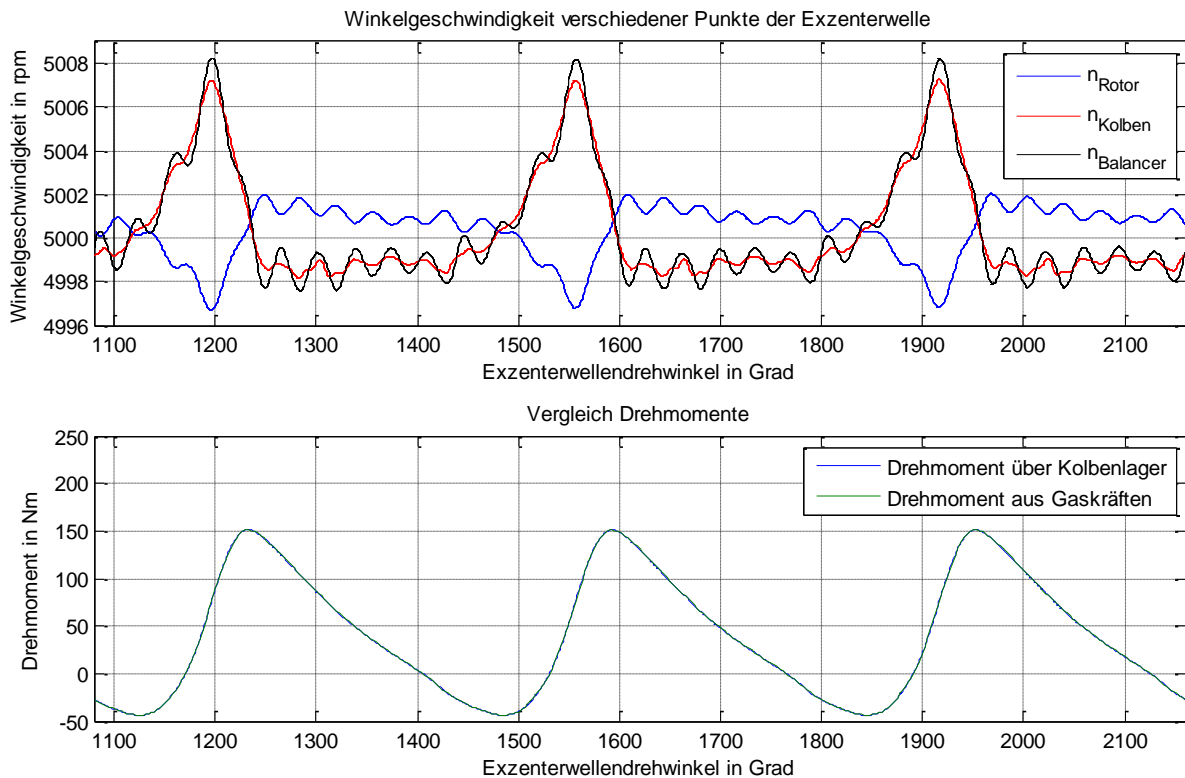 Winkelgeschwindigkeit verschiedener Punkte der Exzenterwelle
Winkelgeschwindigkeit in rpm
5008
5006
5004
5002
5000
4998
4996
n_Rotor
n_Kolben
n_Balancer
1100 1200 1300 1400 1500 1600 1700 1800 1900 2000 2100
Exzenterwellendrehwinkel in Grad
Vergleich Drehmomente
Drehmoment in Nm
250
200
150
100
50
0
-50
Drehmoment über Kolbenlager
Drehmoment aus Gaskräften
1100 1200 1300 1400 1500 1600 1700 1800 1900 2000 2100
Exzenterwellendrehwinkel in Grad